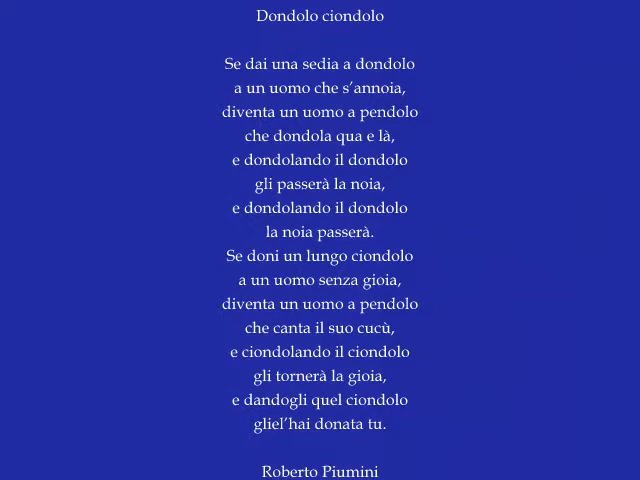 Dondolo ciondolo
Se dai una sedia a dondolo
a un uomo che s’annoia,
diventa un uomo a pendolo
che dondola qua e là,
e dondolando il dondolo
gli passerà la noia,
e dondolando il dondolo
la noia passerà.
Se doni un lungo ciondolo
a un uomo senza gioia,
diventa un uomo a pendolo
che canta il suo cucù,
e ciondolando il ciondolo
gli tornerà la gioia,
e dandogli quel ciondolo
gliel’hai donata tu.
Roberto Piumini